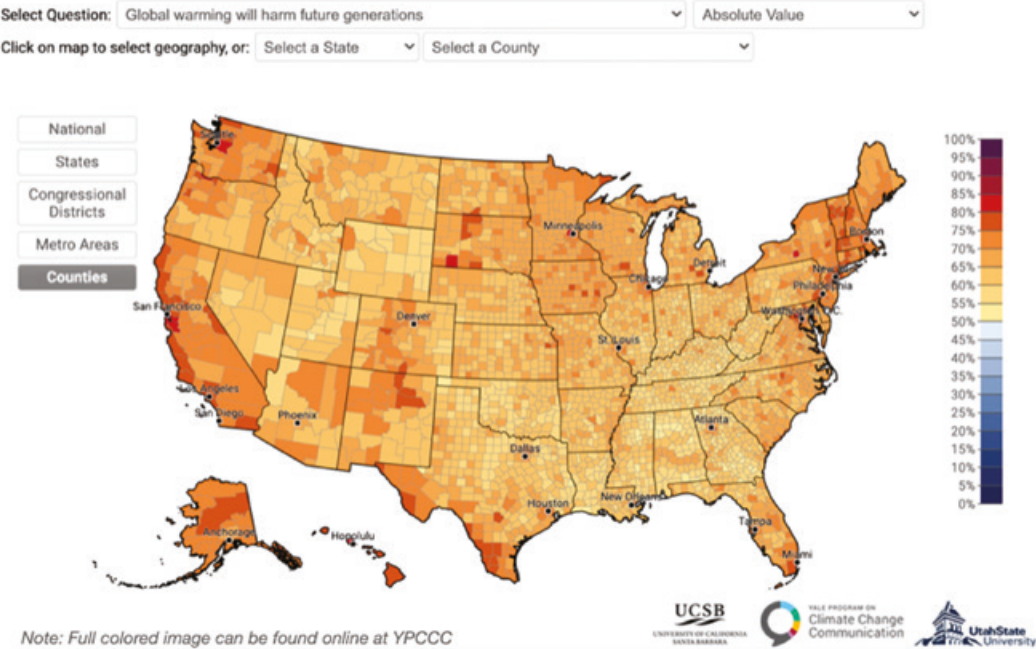 Select Question: Global warming will harm future generations Absolute Value
Click on map to select geography, or: Select a State Select a County
National
States
Congressional
Districts
Metro Areas
Counties
Seattle
San Francisco
Los Angeles
San Diego
Phoenix
Denver
Minneapolis
Chicago
Detroit
St. Louis
Dallas
Houston
New Orleans
Atlanta
Tampa
Miami
Boston
New
Philadelphia
Washington D.C.
Anchorage
Honolulu
100%
95%
90%
85%
80%
75%
70%
65%
60%
55%
50%
45%
40%
35%
30%
25%
20%
15%
10%
5%
0%
Note: Full colored image can be found online at YPCCC
UCSB
UNIVERSITY OF CALIFORNIA
SANTA BARBARA
YALE PROGRAM ON
Climate Change
Communication
UtahState
University